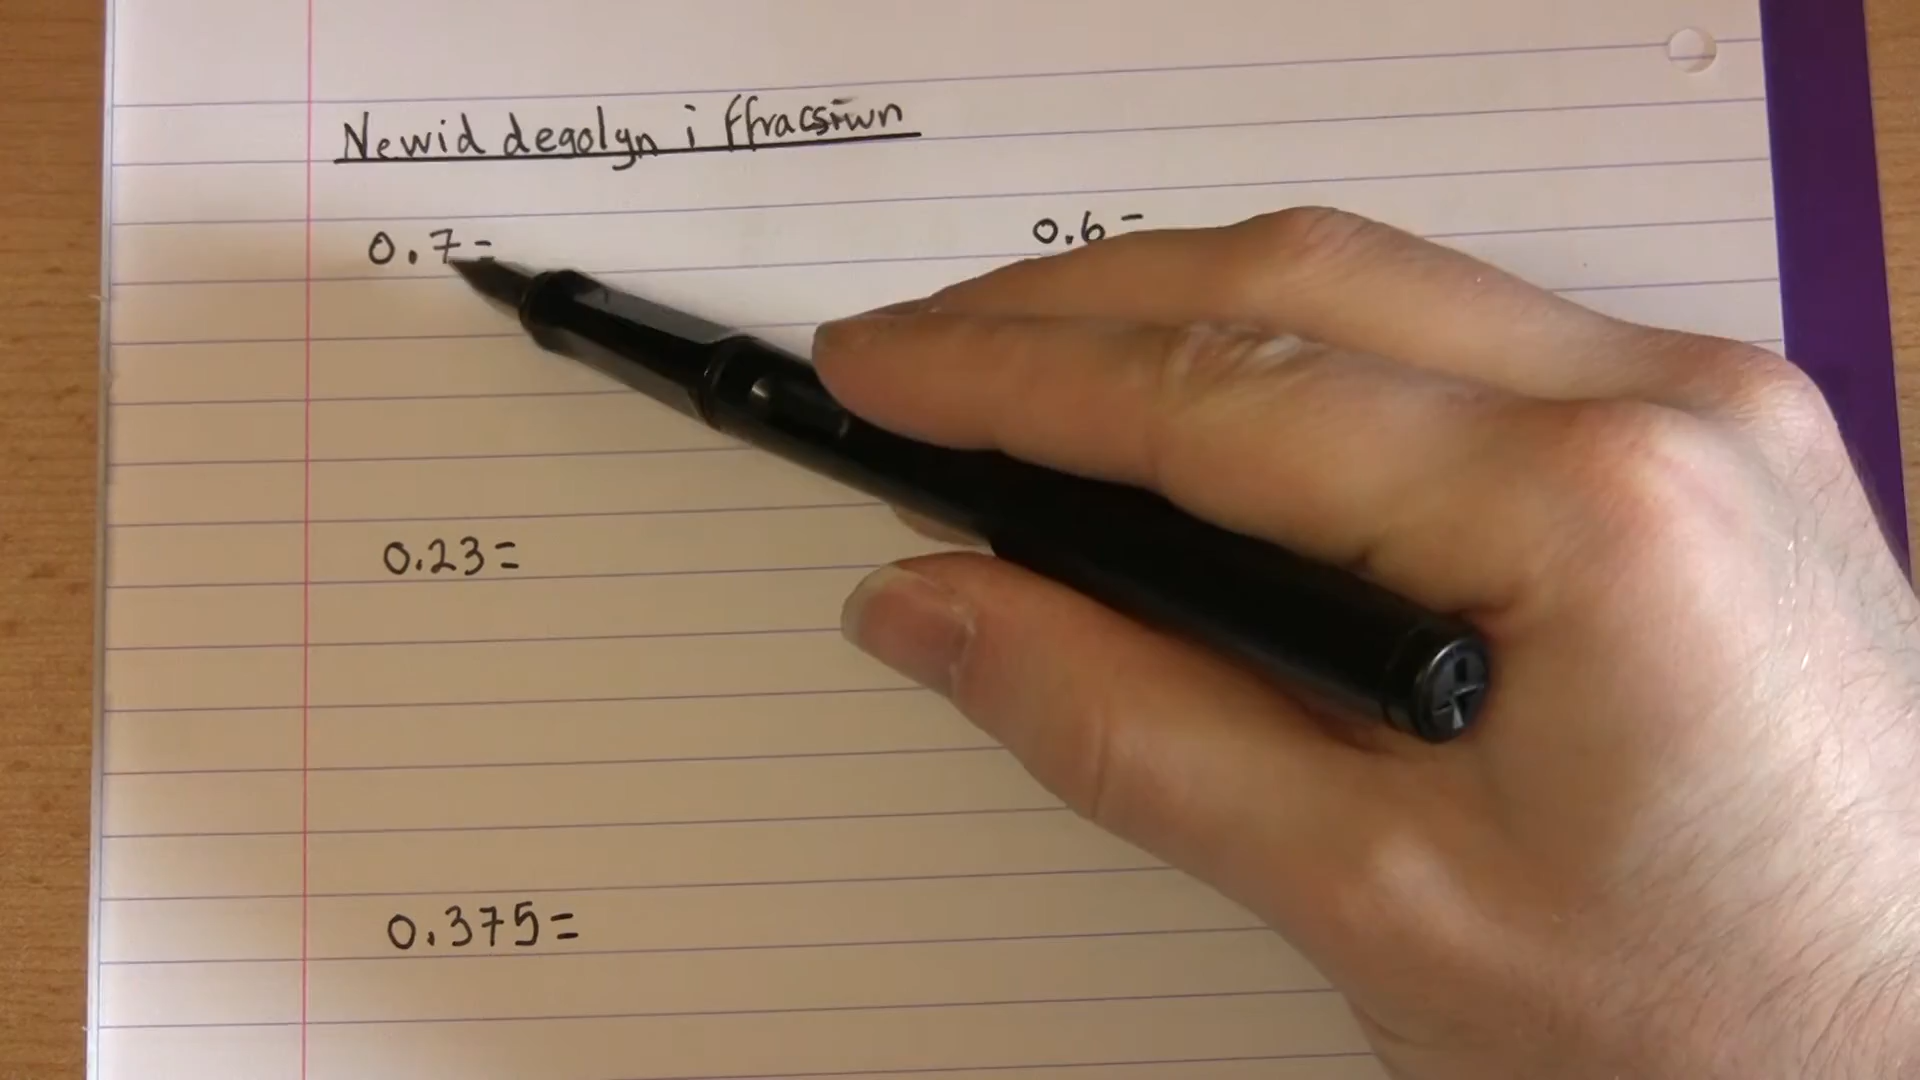 Newid degolyn i ffracsiwn
0.7=
0.6=
0.23=
0.375=